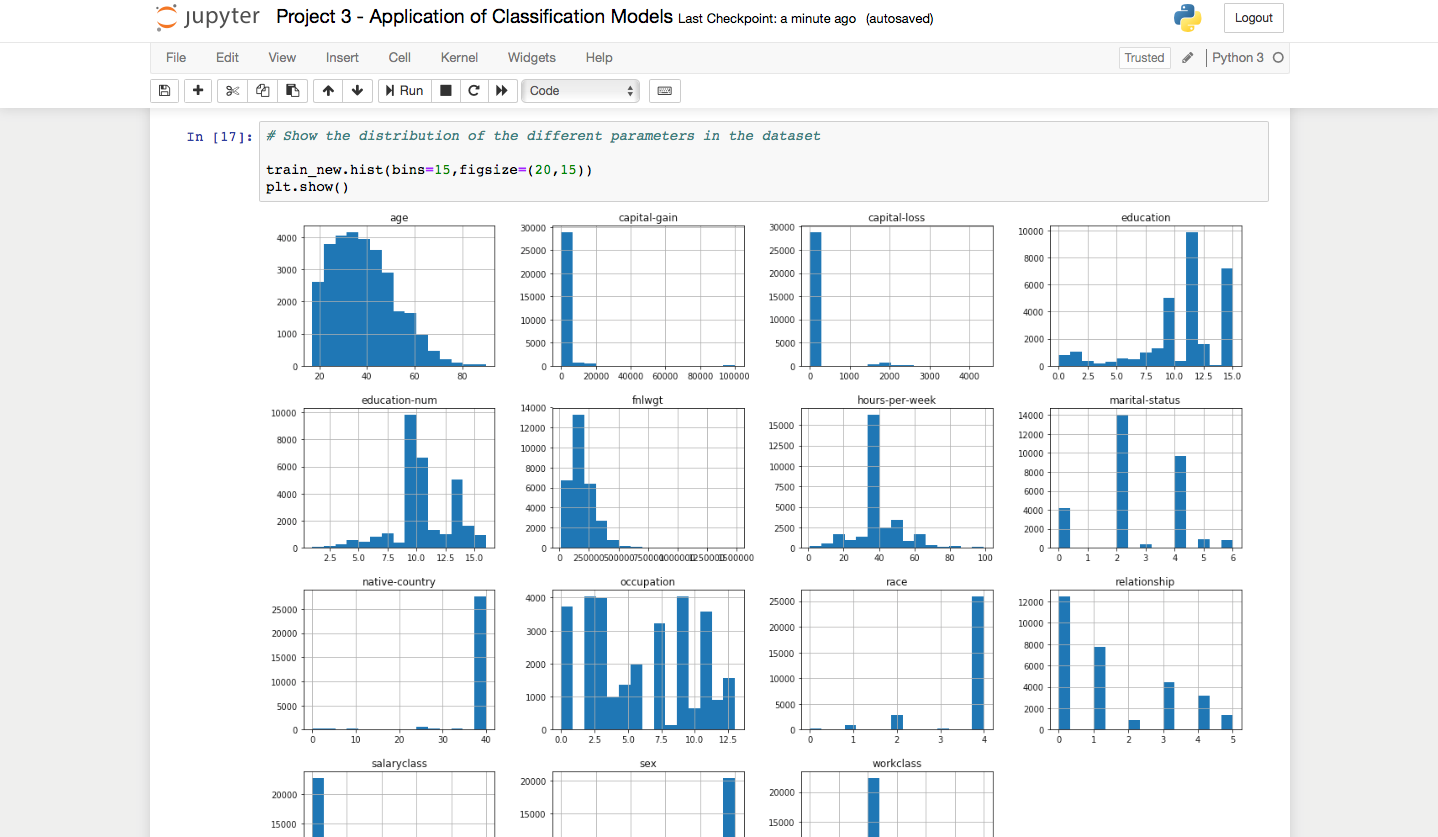 jupyter Project 3 - Application of Classification Models Last Checkpoint: a minute ago (autosaved) Logout
File Edit View Insert Cell Kernel Widgets Help Trusted Python 3
Run Code
In [17]: # Show the distribution of the different parameters in the dataset
train_new.hist(bins=15,figsize=(20,15))
plt.show()
age capital-gain capital-loss education
4000 3000 2000 1000 0
20 40 60 80
30000 25000 20000 15000 10000 5000 0
0 20000 40000 60000 80000 100000
30000 25000 20000 15000 10000 5000 0
0 1000 2000 3000 4000
10000 8000 6000 4000 2000 0
0.0 2.5 5.0 7.5 10.0 12.5 15.0
education-num fnlwgt hours-per-week marital-status
10000 8000 6000 4000 2000 0
2.5 5.0 7.5 10.0 12.5 15.0
14000 12000 10000 8000 6000 4000 2000 0
0 250000 500000 750000 1000000 1250000 1500000
15000 12500 10000 7500 5000 2500 0
0 20 40 60 80 100
14000 12000 10000 8000 6000 4000 2000 0
0 1 2 3 4 5 6
native-country occupation race relationship
25000 20000 15000 10000 5000 0
0 10 20 30 40
4000 3000 2000 1000 0
0.0 2.5 5.0 7.5 10.0 12.5
25000 20000 15000 10000 5000 0
0 1 2 3 4
12000 10000 8000 6000 4000 2000 0
0 1 2 3 4 5
salaryclass sex workclass
20000 15000
20000 15000
20000 15000